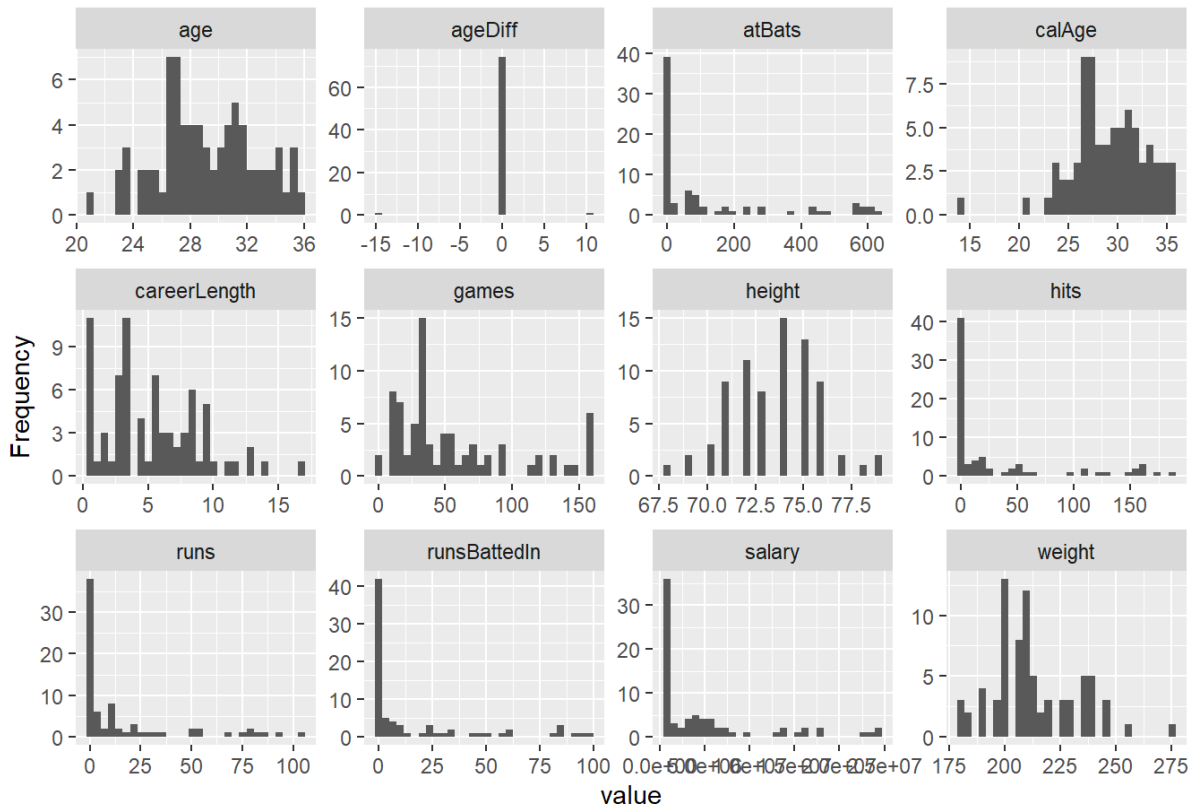 age ageDiff atBats calAge
6 60 40 7.5
4 40 30 5.0
2 20 20 2.5
0 0 10 0.0
0
20 24 28 32 36 -15 -10 -5 0 5 10 0 200 400 600 15 20 25 30 35
careerLength games height hits
9 15 15 40
6 10 10 30
3 5 5 20
0 0 0 10
0
0 5 10 15 0 50 100 150 67.5 70.0 72.5 75.0 77.5 0 50 100 150
Frequency
runs runsBattedIn salary weight
30 40 30 10
20 30 20 5
10 20 10 0
0 10 0
0
0 25 50 75 100 0 25 50 75 100 175 200 225 250 275
value